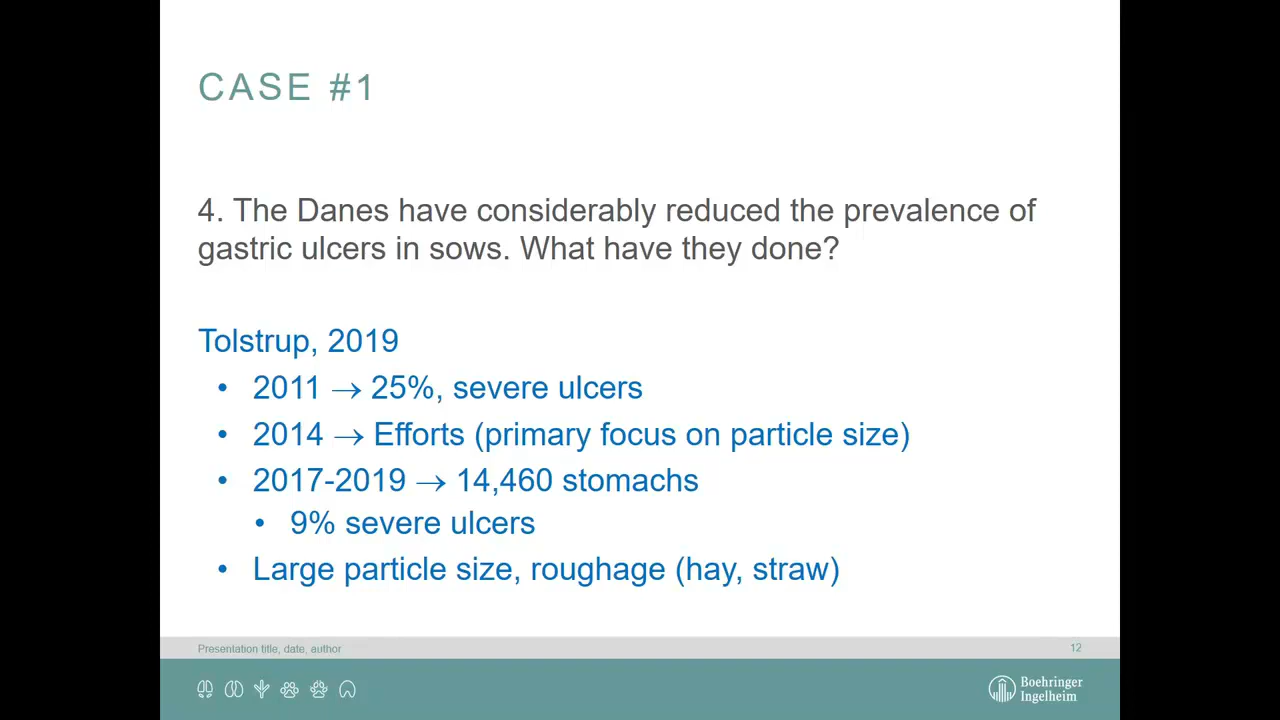 CASE #1
4. The Danes have considerably reduced the prevalence of
gastric ulcers in sows. What have they done?
Tolstrup, 2019
• 2011 → 25%, severe ulcers
• 2014 → Efforts (primary focus on particle size)
• 2017-2019 → 14,460 stomachs
• 9% severe ulcers
• Large particle size, roughage (hay, straw)
Presentation title, date, author
12
Boehringer
Ingelheim